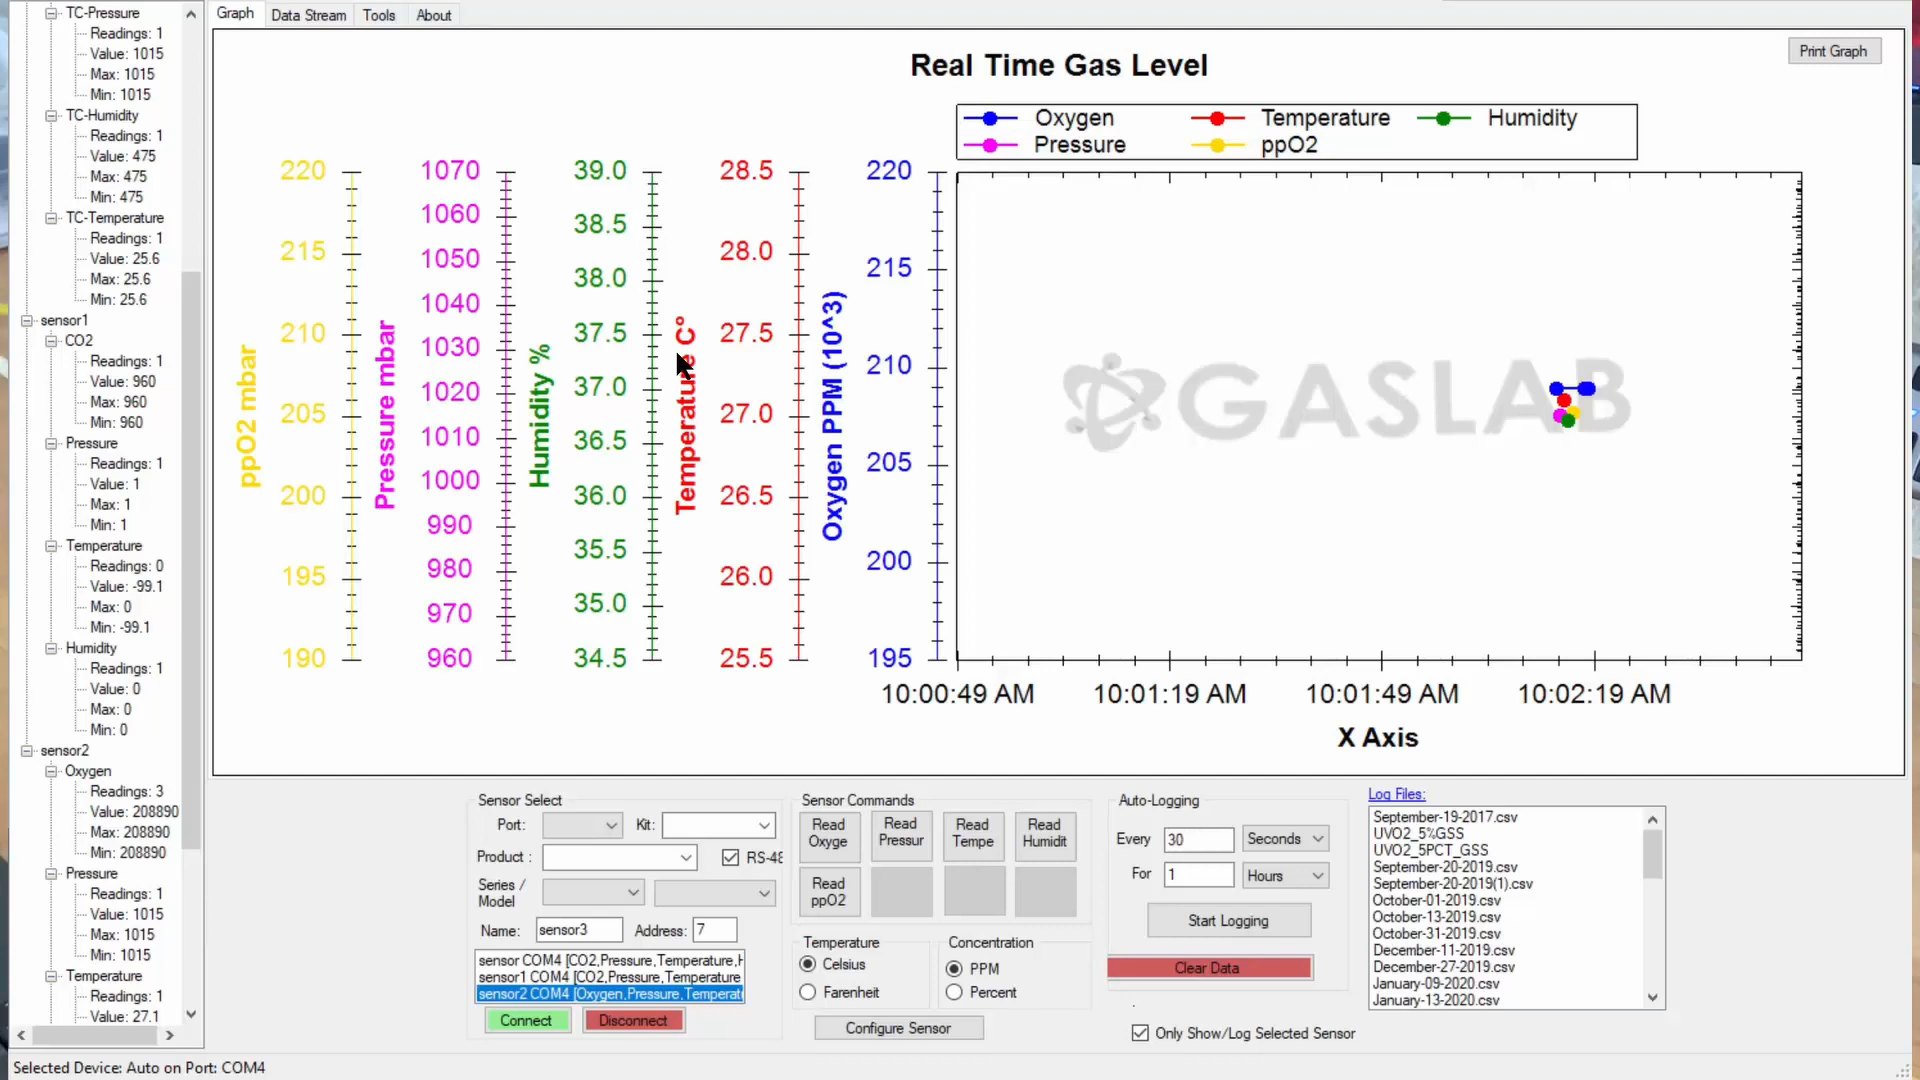 TC-Pressure
Readings: 1
Value: 1015
Max: 1015
Min: 1015
TC-Humidity
Readings: 1
Value: 475
Max: 475
Min: 475
TC-Temperature
Readings: 1
Value: 25.6
Max: 25.6
Min: 25.6
sensor1
CO2
Readings: 1
Value: 960
Max: 960
Min: 960
Pressure
Readings: 1
Value: 1
Max: 1
Min: 1
Temperature
Readings: 0
Value: -99.1
Max: 0
Min: -99.1
Humidity
Readings: 1
Value: 0
Max: 0
Min: 0
sensor2
Oxygen
Readings: 3
Value: 208890
Max: 208890
Min: 208890
Pressure
Readings: 1
Value: 1015
Max: 1015
Min: 1015
Temperature
Readings: 1
Value: 27.1
Graph Data Stream Tools About
Print Graph
Real Time Gas Level
Oxygen Temperature Humidity
Pressure ppO2
ppO2 mbar
220
215
210
205
200
195
190
Pressure mbar
1070
1060
1050
1040
1030
1020
1010
1000
990
980
970
960
Humidity %
39.0
38.5
38.0
37.5
37.0
36.5
36.0
35.5
35.0
34.5
Temperature C°
28.5
28.0
27.5
27.0
26.5
26.0
25.5
Oxygen PPM (10^3)
220
215
210
205
200
195
GASLAB
10:00:49 AM 10:01:19 AM 10:01:49 AM 10:02:19 AM
X Axis
Sensor Select
Port: Kit:
Product : RS-48
Series /
Model
Name: sensor3 Address: 7
sensor COM4 [CO2,Pressure,Temperature,H
sensor1 COM4 [CO2,Pressure,Temperature
sensor2 COM4 [Oxygen,Pressure,Temperat
Connect Disconnect
Sensor Commands
Read
Oxyge
Read
Pressur
Read
Tempe
Read
Humidit
Read
ppO2
Temperature
Celsius
Farenheit
Concentration
PPM
Percent
Configure Sensor
Auto-Logging
Every 30 Seconds
For 1 Hours
Start Logging
Clear Data
Only Show/Log Selected Sensor
Log Files:
September-19-2017.csv
UVO2_5%GSS
UVO2_5PCT_GSS
September-20-2019.csv
September-20-2019(1).csv
October-01-2019.csv
October-13-2019.csv
October-31-2019.csv
December-11-2019.csv
December-27-2019.csv
January-09-2020.csv
January-13-2020.csv
Selected Device: Auto on Port: COM4